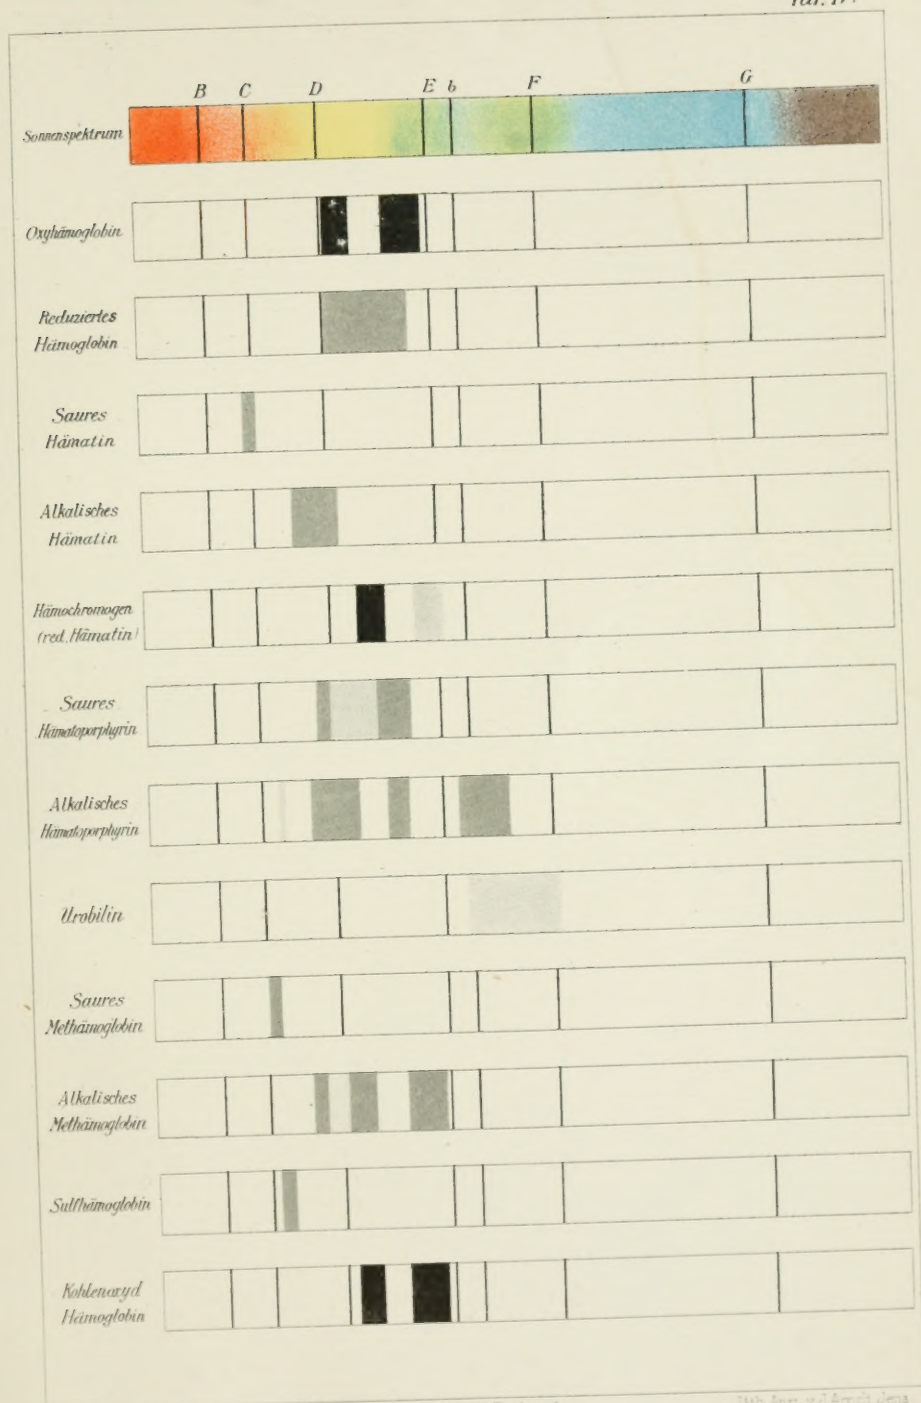 B C D E b F G
Sonnenspektrum
Oxyhämoglobin
Reduziertes
Hämoglobin
Saures
Hämatin
Alkalisches
Hämatin
Hämochromogen
(red. Hämatin)
Saures
Hämatoporphyrin
Alkalisches
Hämatoporphyrin
Urobilin
Saures
Methämoglobin
Alkalisches
Methämoglobin
Sulfhämoglobin
Kohlenoxyd
Hämoglobin